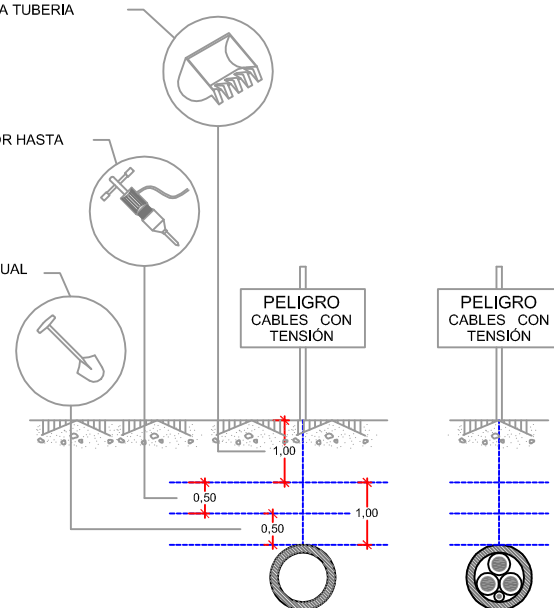 A TUBERIA
OR HASTA
UAL
PELIGRO
CABLES CON
TENSIÓN
PELIGRO
CABLES CON
TENSIÓN
1,00
0,50
1,00
0,50